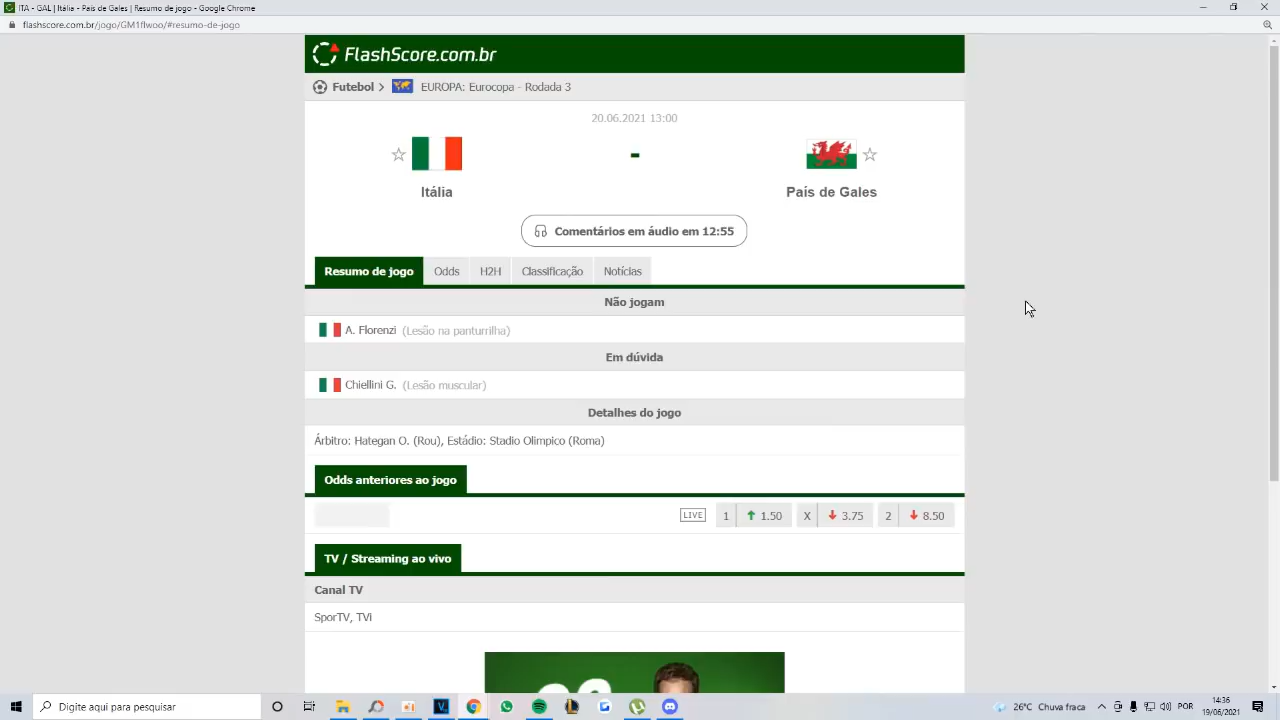 ITA - GAL | Itália - País de Gales | Resumo de jogo - Google Chrome
flashscore.com.br/jogo/GM1flwoo/#resumo-de-jogo
FlashScore.com.br
Futebol > EUROPA: Eurocopa - Rodada 3
20.06.2021 13:00
-
Itália País de Gales
Comentários em áudio em 12:55
Resumo de jogo Odds H2H Classificação Notícias
Não jogam
A. Florenzi (Lesão na panturrilha)
Em dúvida
Chiellini G. (Lesão muscular)
Detalhes do jogo
Árbitro: Hategan O. (Rou), Estádio: Stadio Olimpico (Roma)
Odds anteriores ao jogo
LIVE 1 1.50 X 3.75 2 8.50
TV / Streaming ao vivo
Canal TV
SporTV, TVI
Digite aqui para pesquisar 26°C Chuva fraca POR 14:36
19/06/2021